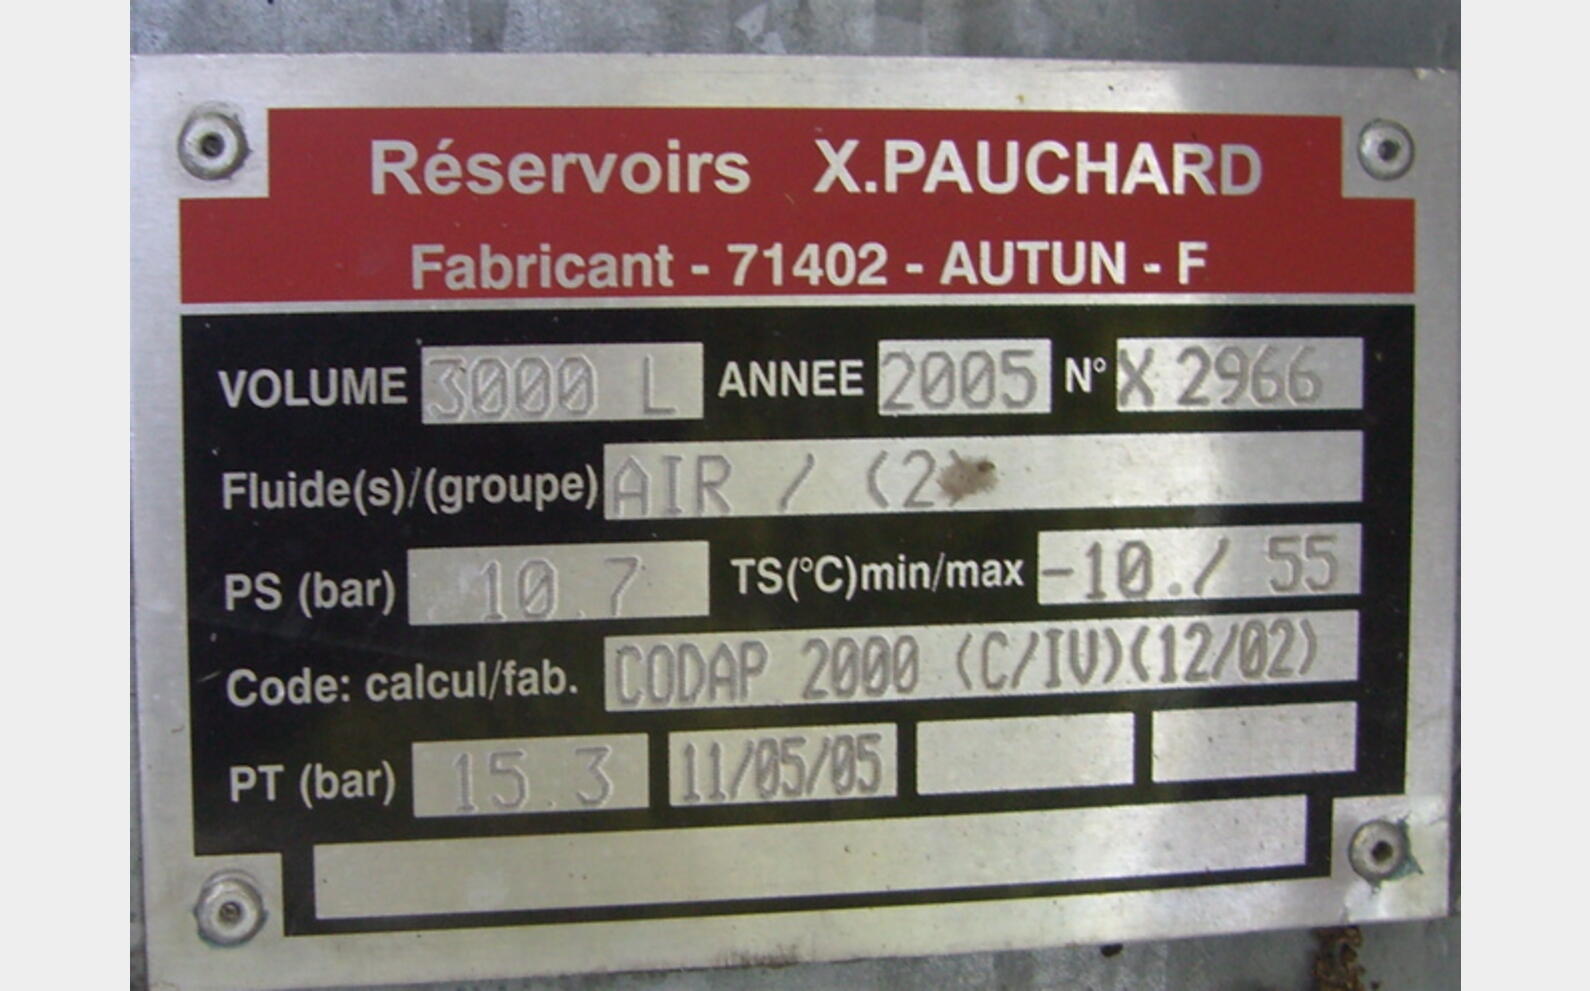 Réservoirs X.PAUCHARD
Fabricant - 71402 - AUTUN - F
VOLUME 3000 L ANNEE 2005 N° X 2966
Fluide(s)/(groupe) AIR / (2)
PS (bar) 10.7 TS(°C)min/max -10./ 55
Code: calcul/fab. CODAP 2000 (C/IV)(12/02)
PT (bar) 15.3 11/05/05